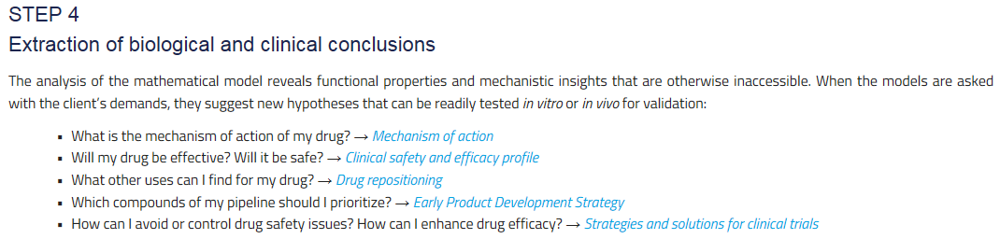 STEP 4
Extraction of biological and clinical conclusions
The analysis of the mathematical model reveals functional properties and mechanistic insights that are otherwise inaccessible. When the models are asked
with the client’s demands, they suggest new hypotheses that can be readily tested in vitro or in vivo for validation:
▪ What is the mechanism of action of my drug? → Mechanism of action
▪ Will my drug be effective? Will it be safe? → Clinical safety and efficacy profile
▪ What other uses can I find for my drug? → Drug repositioning
▪ Which compounds of my pipeline should I prioritize? → Early Product Development Strategy
▪ How can I avoid or control drug safety issues? How can I enhance drug efficacy? → Strategies and solutions for clinical trials